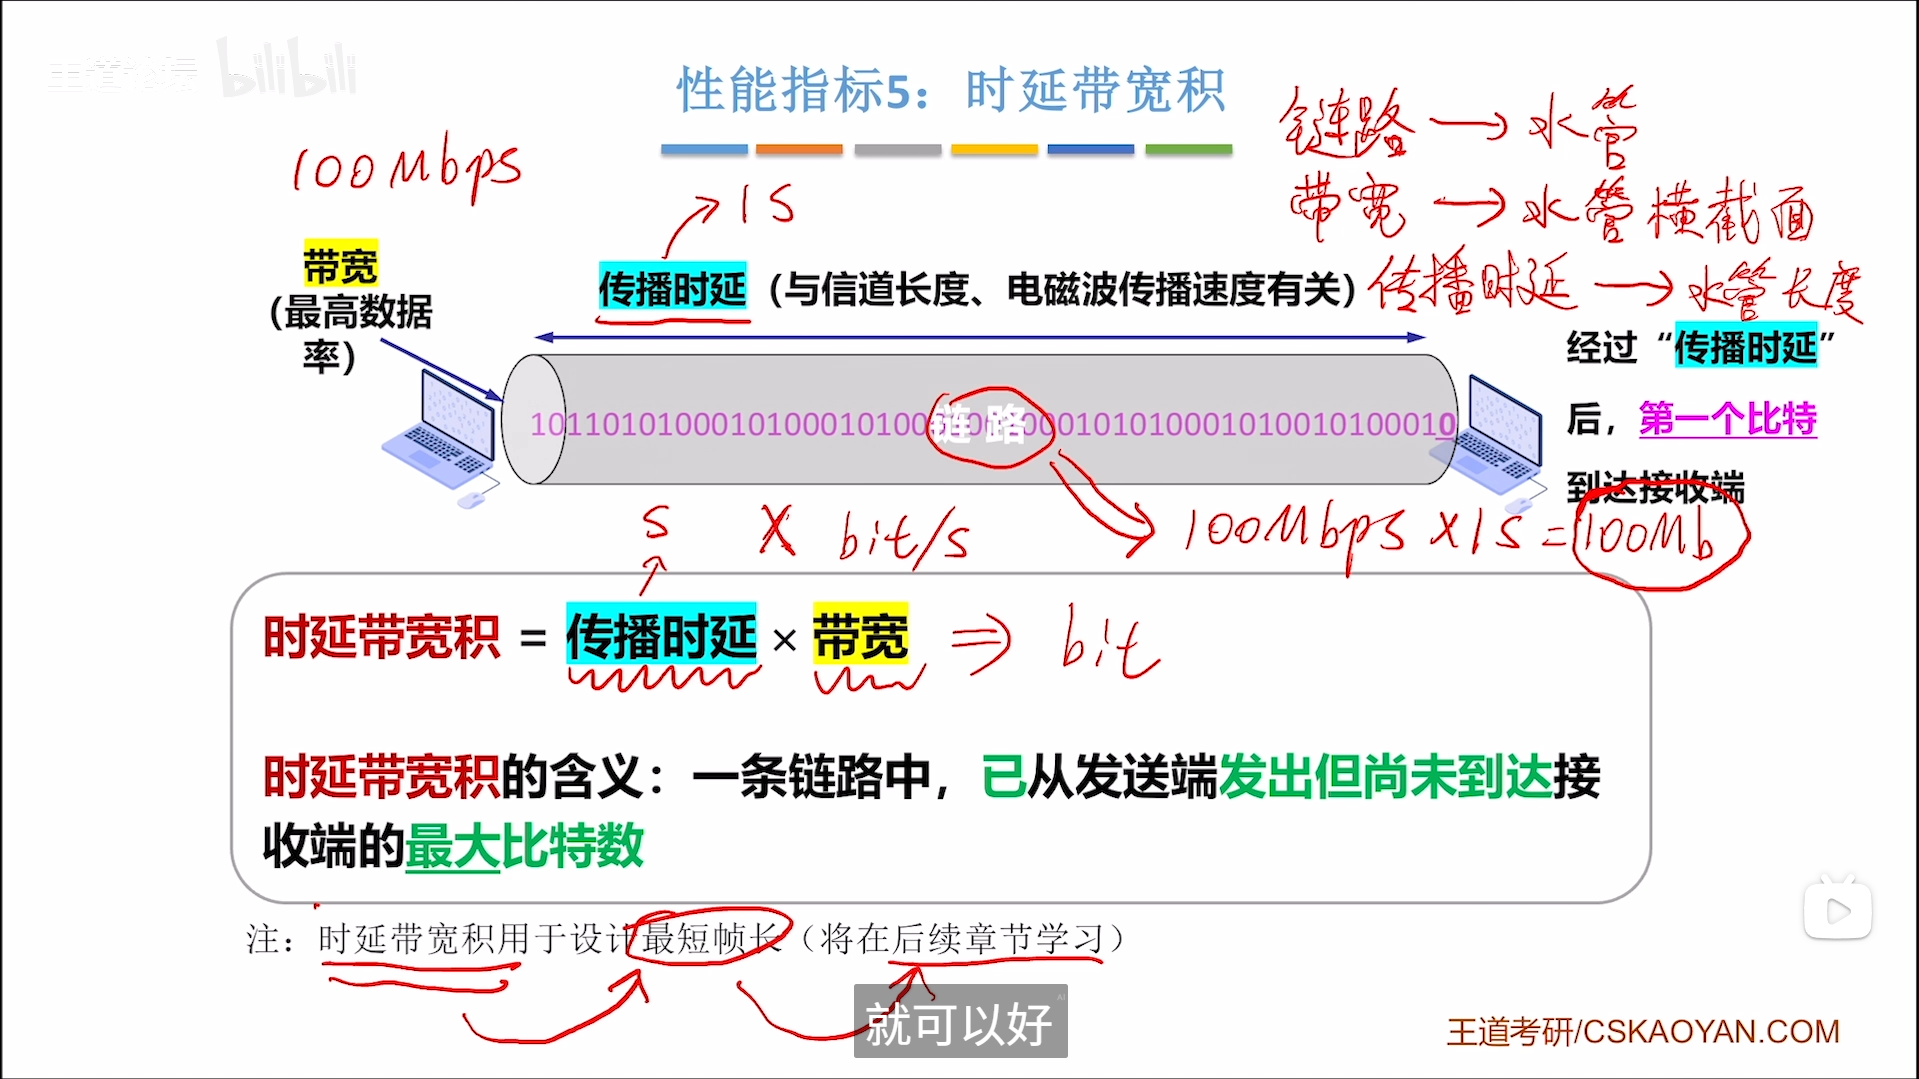 王道论坛 bilibili
性能指标5：时延带宽积
链路 → 水管
100Mbps
带宽 → 水管横截面
1s
带宽
（最高数据率）
传播时延（与信道长度、电磁波传播速度有关）
传播时延 → 水管长度
经过“传播时延”
后，第一个比特
到达接收端
链路
s × bit/s
100Mbps × 1s = 100Mb
时延带宽积 = 传播时延 × 带宽 ⇒ bit
时延带宽积的含义：一条链路中，已从发送端发出但尚未到达接
收端的最大比特数
注：时延带宽积用于设计最短帧长（将在后续章节学习）
就可以好
王道考研/CSKAOYAN.COM